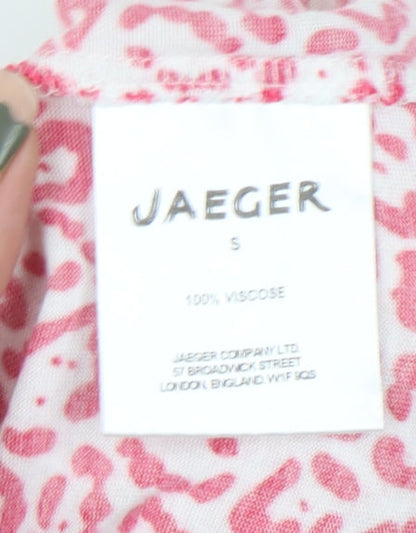 JAEGER
S
100% VISCOSE
JAEGER COMPANY LTD.
57 BROADWICK STREET
LONDON, ENGLAND. W1F 9QS